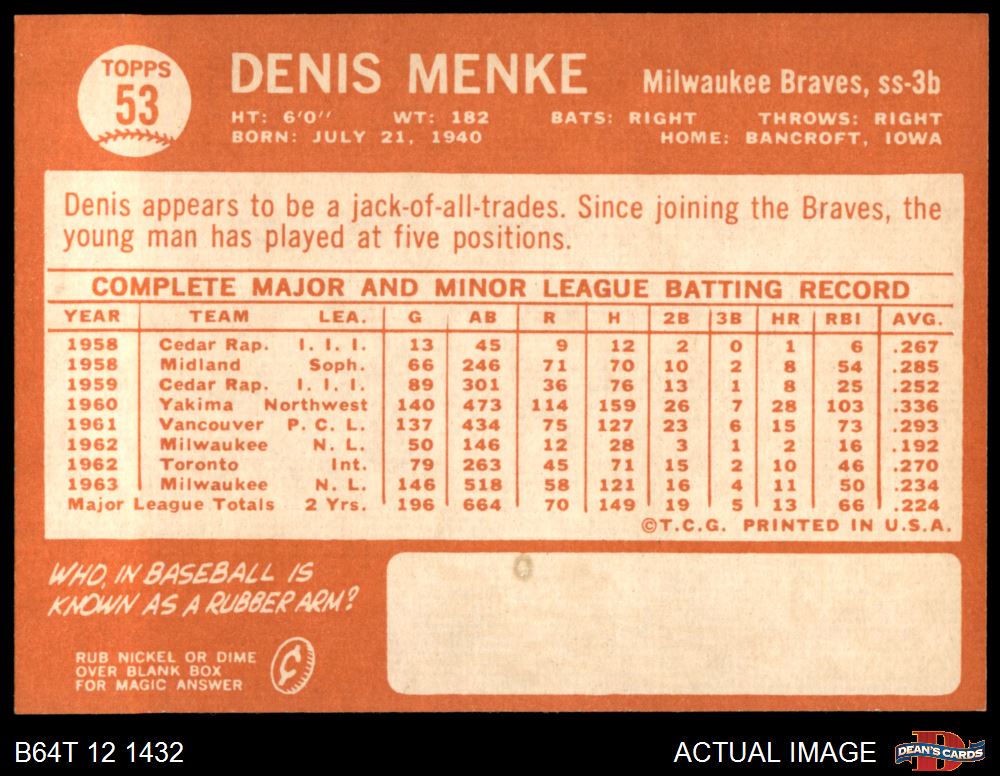 TOPPS
53
DENIS MENKE Milwaukee Braves, ss-3b
HT: 6'0" WT: 182 BATS: RIGHT THROWS: RIGHT
BORN: JULY 21, 1940 HOME: BANCROFT, IOWA
Denis appears to be a jack-of-all-trades. Since joining the Braves, the
young man has played at five positions.
COMPLETE MAJOR AND MINOR LEAGUE BATTING RECORD
YEAR TEAM LEA. G AB R H 2B 3B HR RBI AVG.
1958 Cedar Rap. I. I. I. 13 45 9 12 2 0 1 6 .267
1958 Midland Soph. 66 246 71 70 10 2 8 54 .285
1959 Cedar Rap. I. I. I. 89 301 36 76 13 1 8 25 .252
1960 Yakima Northwest 140 473 114 159 26 7 28 103 .336
1961 Vancouver P. C. L. 137 434 75 127 23 6 15 73 .293
1962 Milwaukee N. L. 50 146 12 28 3 1 2 16 .192
1962 Toronto Int. 79 263 45 71 15 2 10 46 .270
1963 Milwaukee N. L. 146 518 58 121 16 4 11 50 .234
Major League Totals 2 Yrs. 196 664 70 149 19 5 13 66 .224
©T.C.G. PRINTED IN U.S.A.
WHO, IN BASEBALL IS
KNOWN AS A RUBBER ARM?
RUB NICKEL OR DIME
OVER BLANK BOX
FOR MAGIC ANSWER
¢
B64T 12 1432 ACTUAL IMAGE
D
DEAN'S CARDS